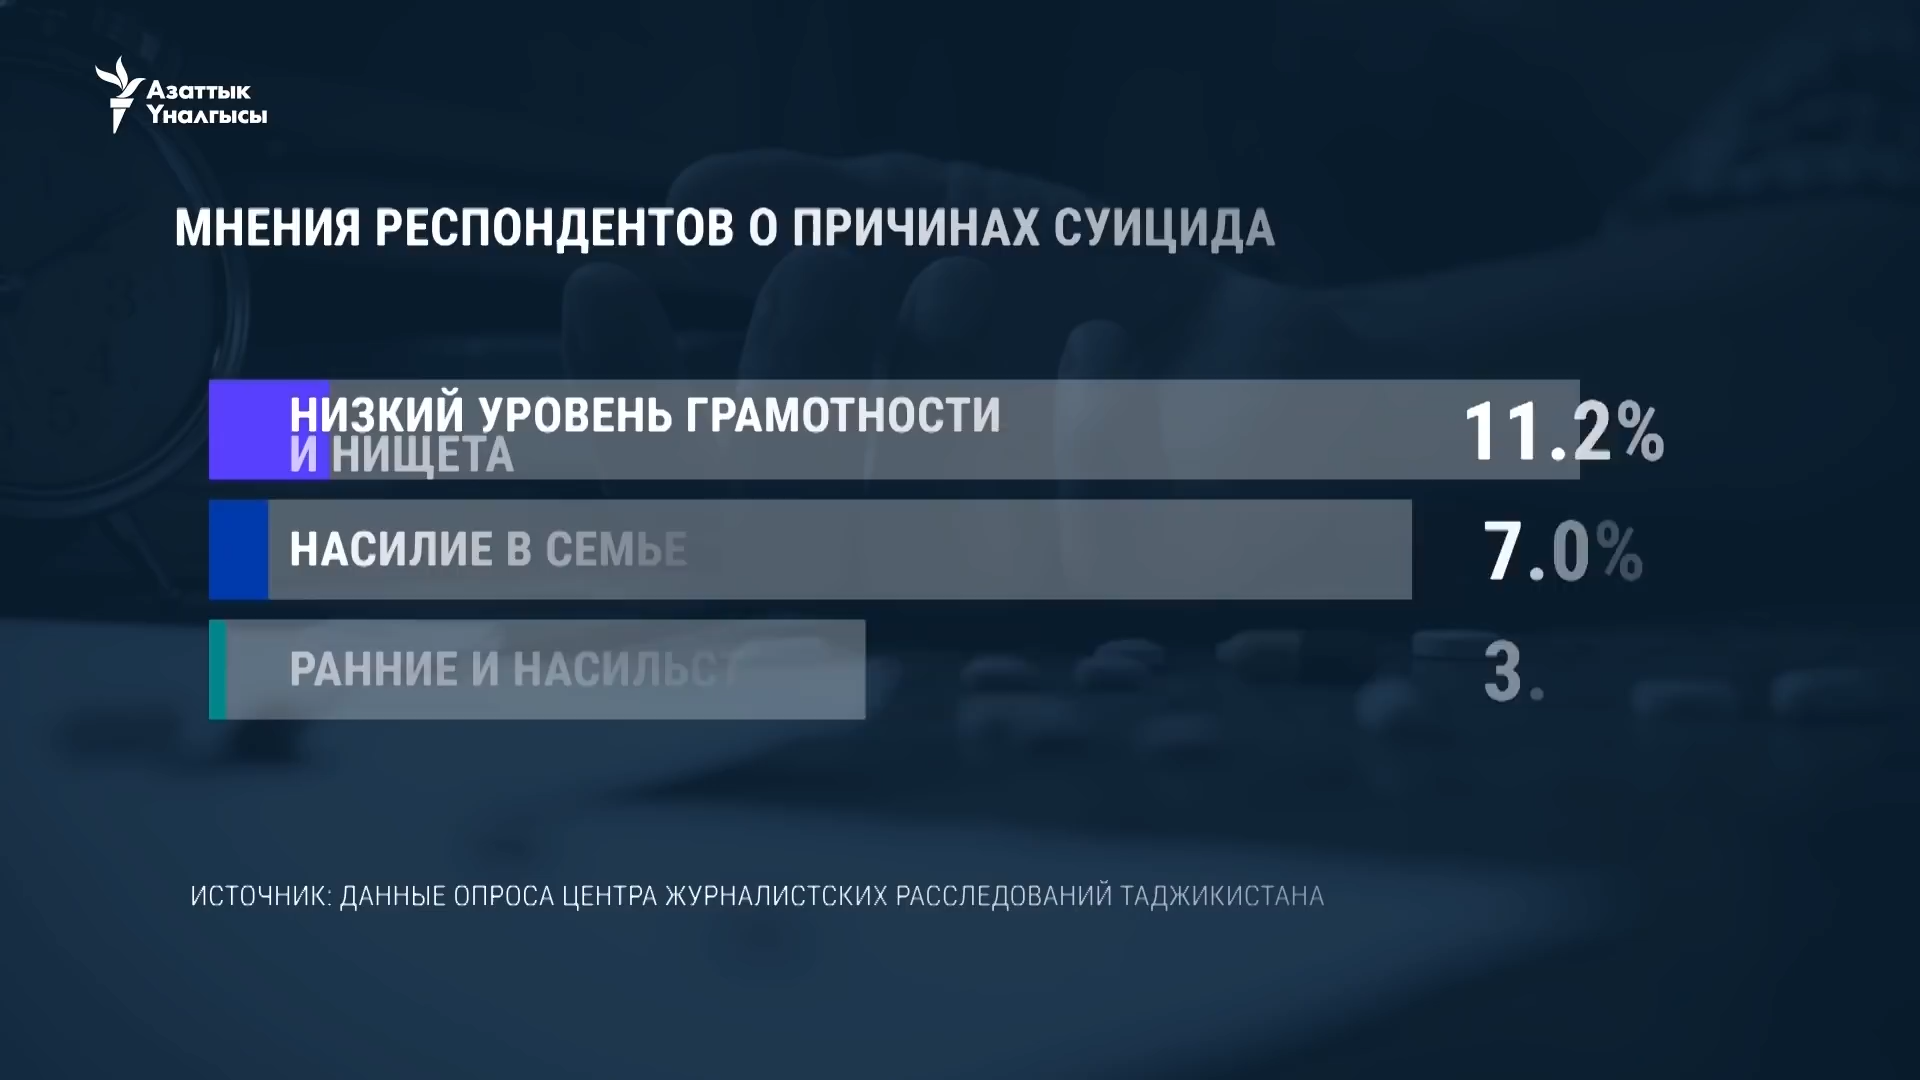 Азаттык
Үналгысы
МНЕНИЯ РЕСПОНДЕНТОВ О ПРИЧИНАХ СУИЦИДА
НИЗКИЙ УРОВЕНЬ ГРАМОТНОСТИ
И НИЩЕТА
11.2%
НАСИЛИЕ В СЕМЬЕ
7.0%
РАННИЕ И
3.
ИСТОЧНИК: ДАННЫЕ ОПРОСА ЦЕНТРА ЖУРНАЛИСТСКИХ РАССЛЕДОВАНИЙ ТАДЖИКИСТАНА